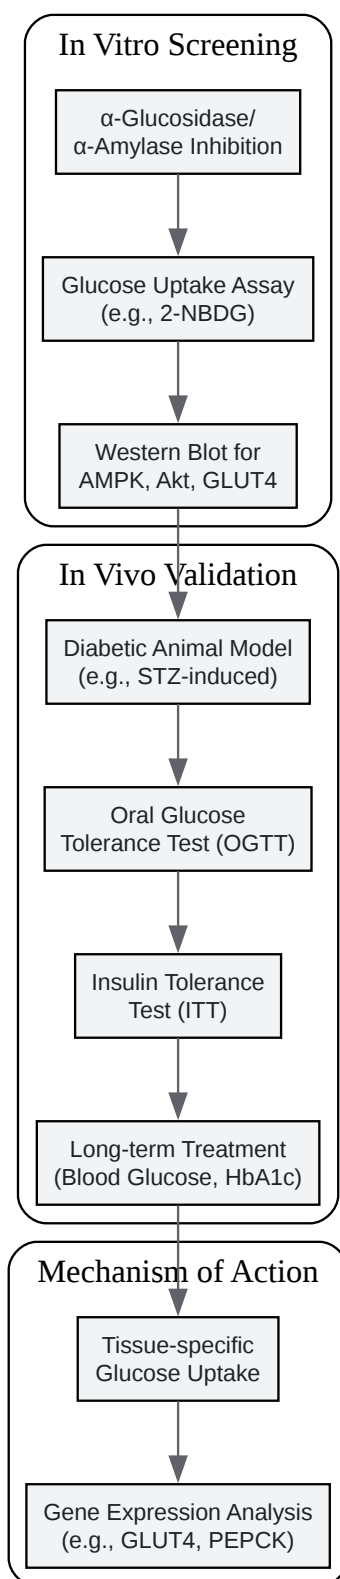 In Vitro Screening
α-Glucosidase/
α-Amylase Inhibition
Glucose Uptake Assay
(e.g., 2-NBDG)
Western Blot for
AMPK, Akt, GLUT4
In Vivo Validation
Diabetic Animal Model
(e.g., STZ-induced)
Oral Glucose
Tolerance Test (OGTT)
Insulin Tolerance
Test (ITT)
Long-term Treatment
(Blood Glucose, HbA1c)
Mechanism of Action
Tissue-specific
Glucose Uptake
Gene Expression Analysis
(e.g., GLUT4, PEPCK)